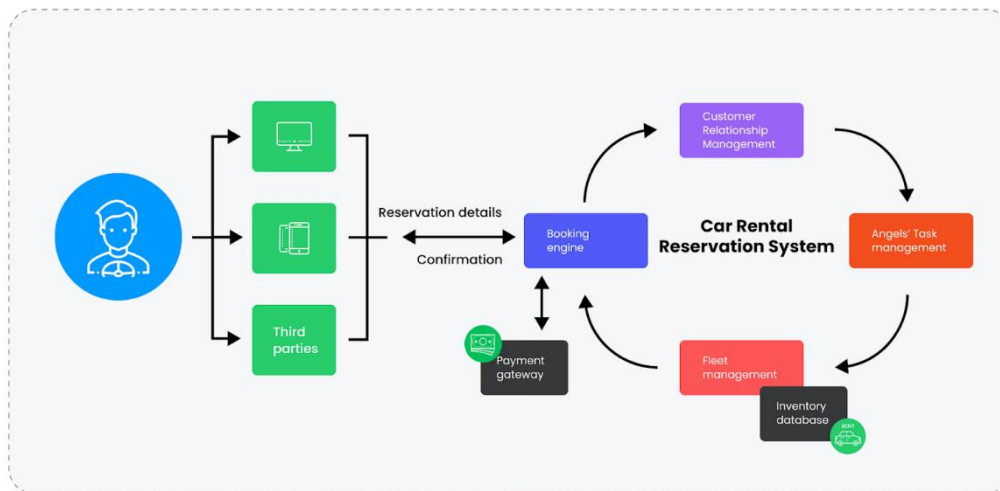 Third
parties
Reservation details
Confirmation
Booking
engine
Payment
gateway
Customer
Relationship
Management
Car Rental
Reservation System
Angels' Task
management
Fleet
management
Inventory
database
RENT